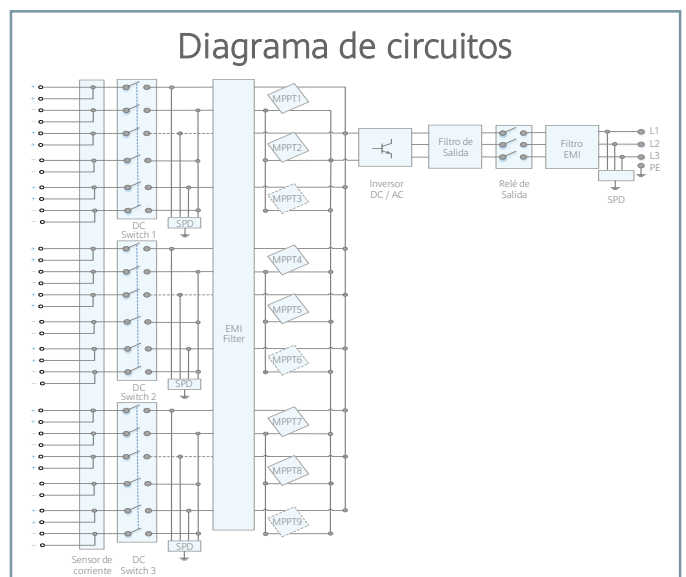 Diagrama de circuitos
MPPT1
MPPT2
MPPT3
SPD
DC
Switch 1
Inversor
DC / AC
Filtro de
Salida
Relé de
Salida
Filtro
EMI
L1
L2
L3
PE
SPD
MPPT4
MPPT5
MPPT6
EMI
Filter
SPD
DC
Switch 2
MPPT7
MPPT8
MPPT9
SPD
Sensor de
corriente
DC
Switch 3